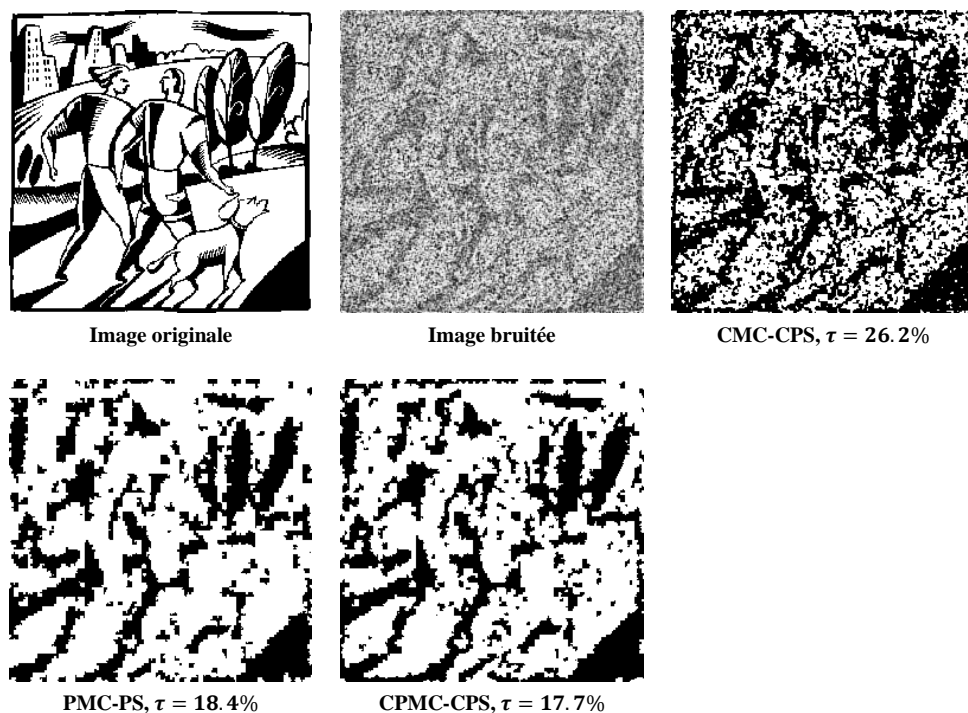 Image originale
Image bruitée
CMC-CPS, τ = 26.2%
PMC-PS, τ = 18.4%
CPMC-CPS, τ = 17.7%